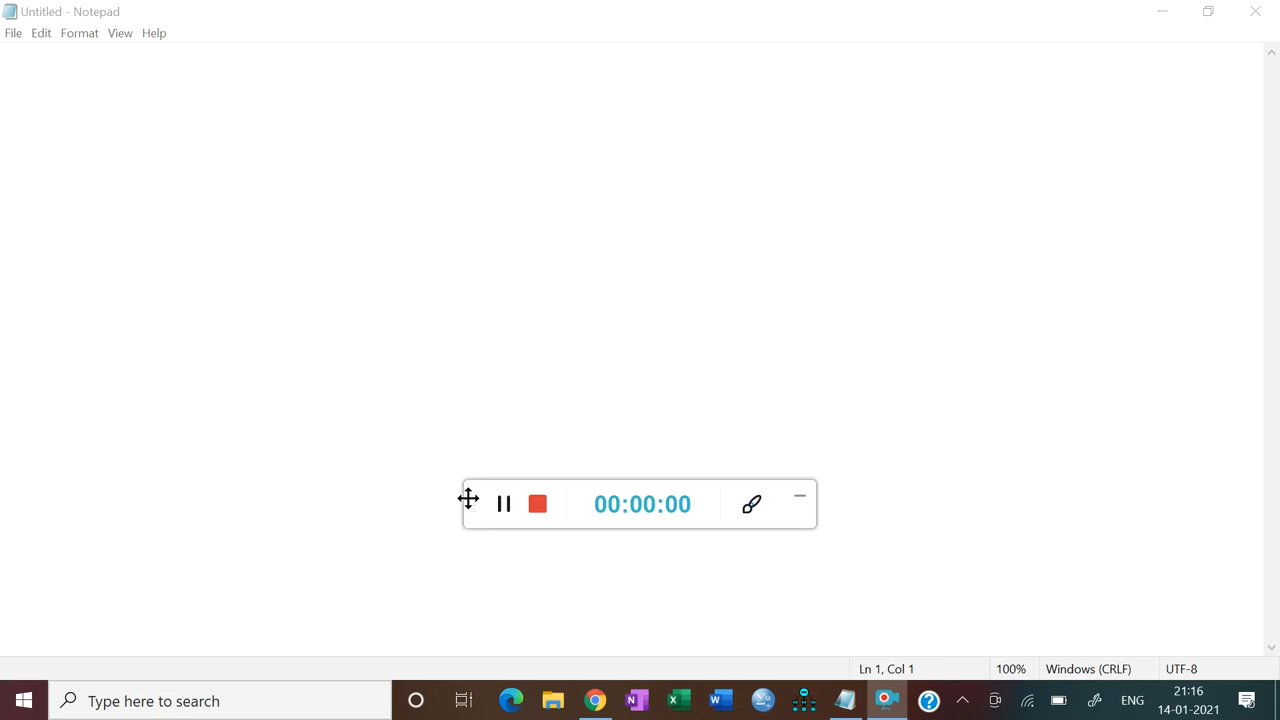 Untitled - Notepad
File Edit Format View Help
00:00:00
Ln 1, Col 1 100% Windows (CRLF) UTF-8
Type here to search
ENG
21:16
14-01-2021